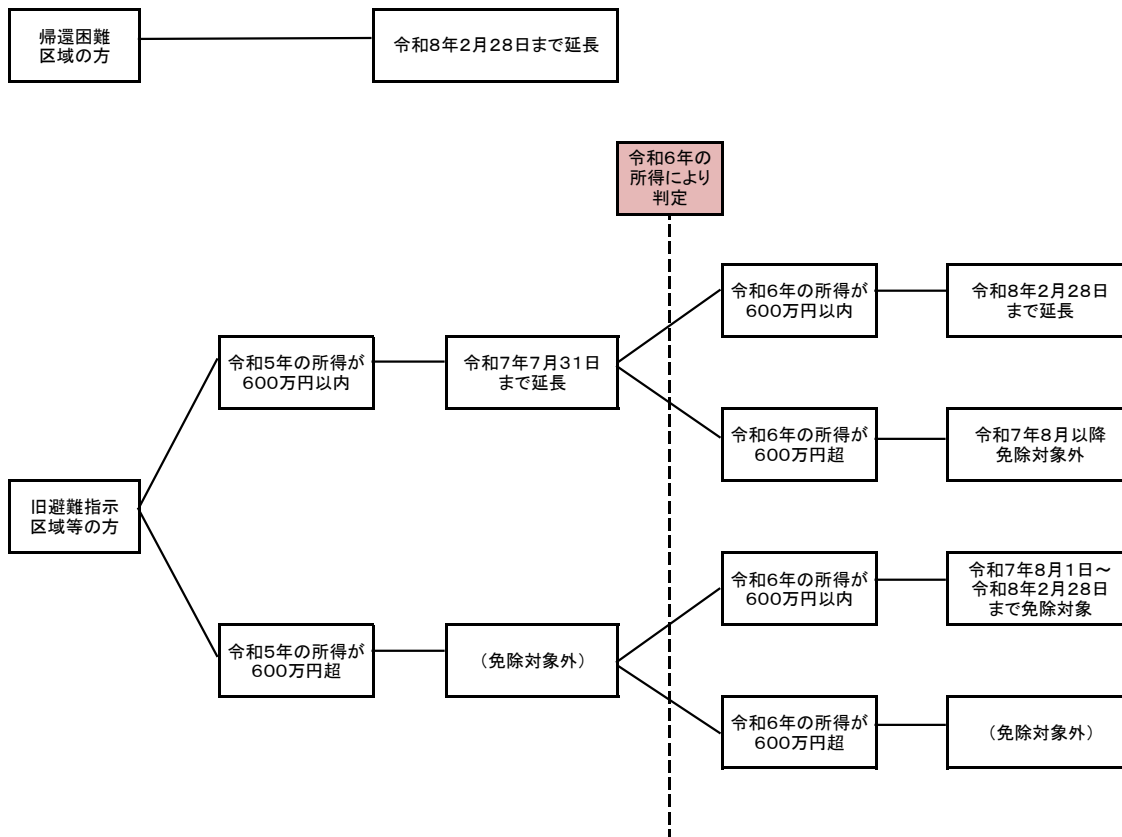 帰還困難
区域の方
令和8年2月28日まで延長
令和6年の
所得により
判定
旧避難指示
区域等の方
令和5年の所得が
600万円以内
令和7年7月31日
まで延長
令和6年の所得が
600万円以内
令和8年2月28日
まで延長
令和6年の所得が
600万円超
令和7年8月以降
免除対象外
令和5年の所得が
600万円超
（免除対象外）
令和6年の所得が
600万円以内
令和7年8月1日～
令和8年2月28日
まで免除対象
令和6年の所得が
600万円超
（免除対象外）